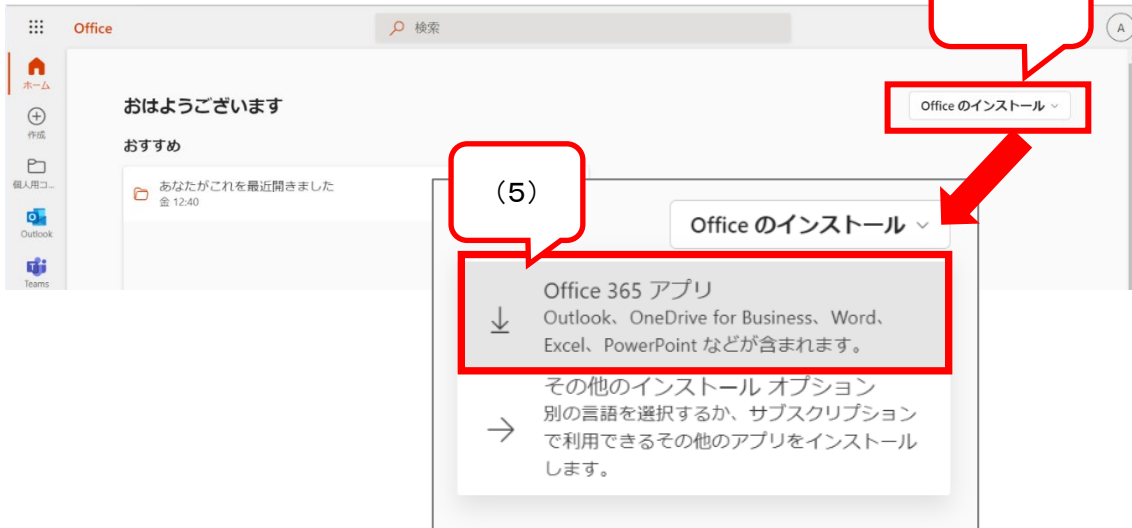 Office
検索
A
ホーム
作成
個人用コ...
Outlook
Teams
おはようございます
Office のインストール
おすすめ
あなたがこれを最近開きました
金 12:40
(5)
Office のインストール
Office 365 アプリ
Outlook、OneDrive for Business、Word、
Excel、PowerPoint などが含まれます。
その他のインストール オプション
別の言語を選択するか、サブスクリプション
で利用できるその他のアプリをインストール
します。